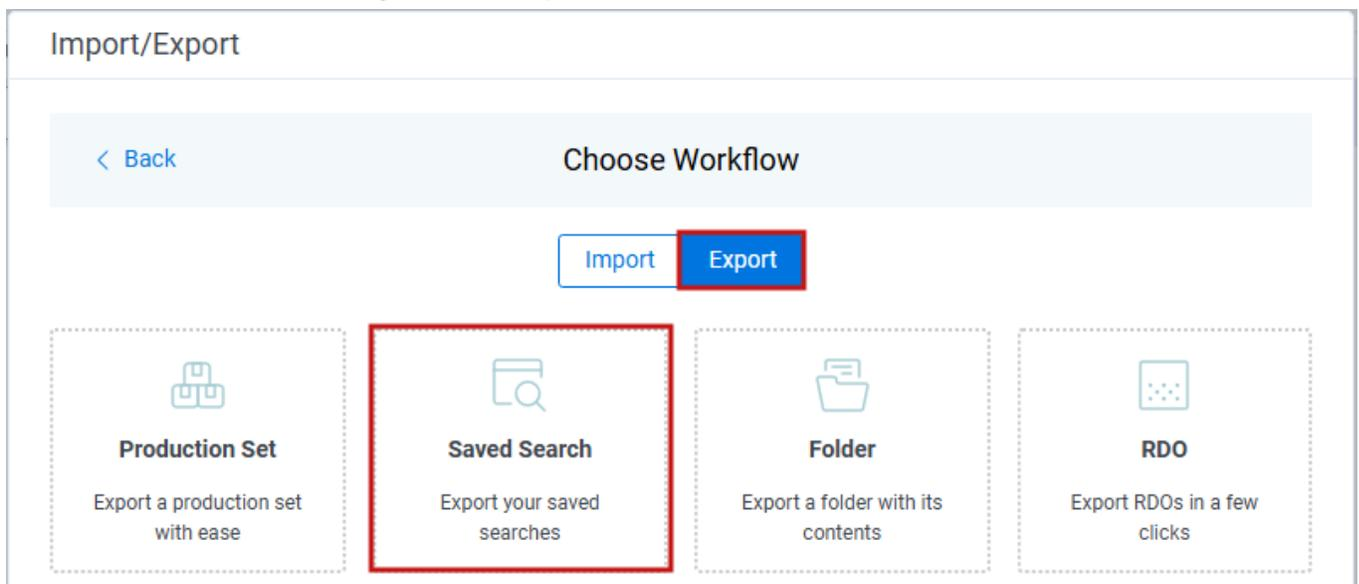 Import/Export
< Back
Choose Workflow
Import
Export
Production Set
Export a production set
with ease
Saved Search
Export your saved
searches
Folder
Export a folder with its
contents
RDO
Export RDOs in a few
clicks